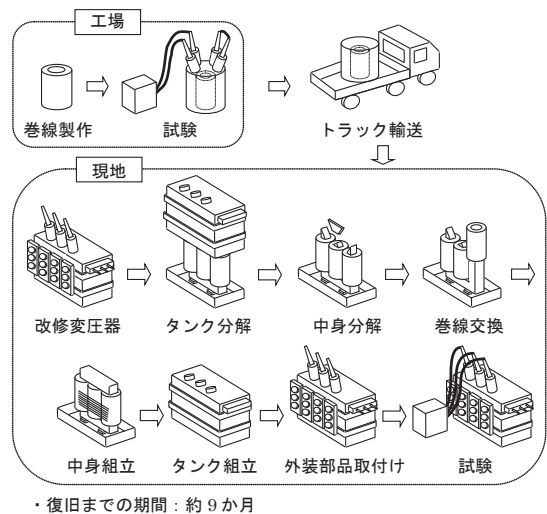 工場
巻線製作
試験
トラック輸送
現地
改修変圧器
タンク分解
中身分解
巻線交換
中身組立
タンク組立
外装部品取付け
試験
・復旧までの期間：約 9 か月